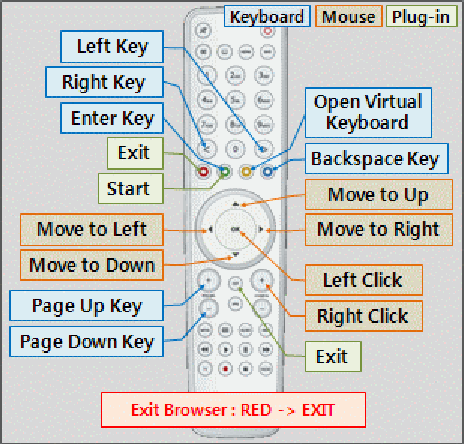 Keyboard Mouse Plug-in
Left Key
Right Key
Enter Key
Exit
Start
Open Virtual
Keyboard
Backspace Key
Move to Up
Move to Left
Move to Right
Move to Down
Left Click
Page Up Key
Right Click
Page Down Key
Exit
Exit Browser : RED -> EXIT